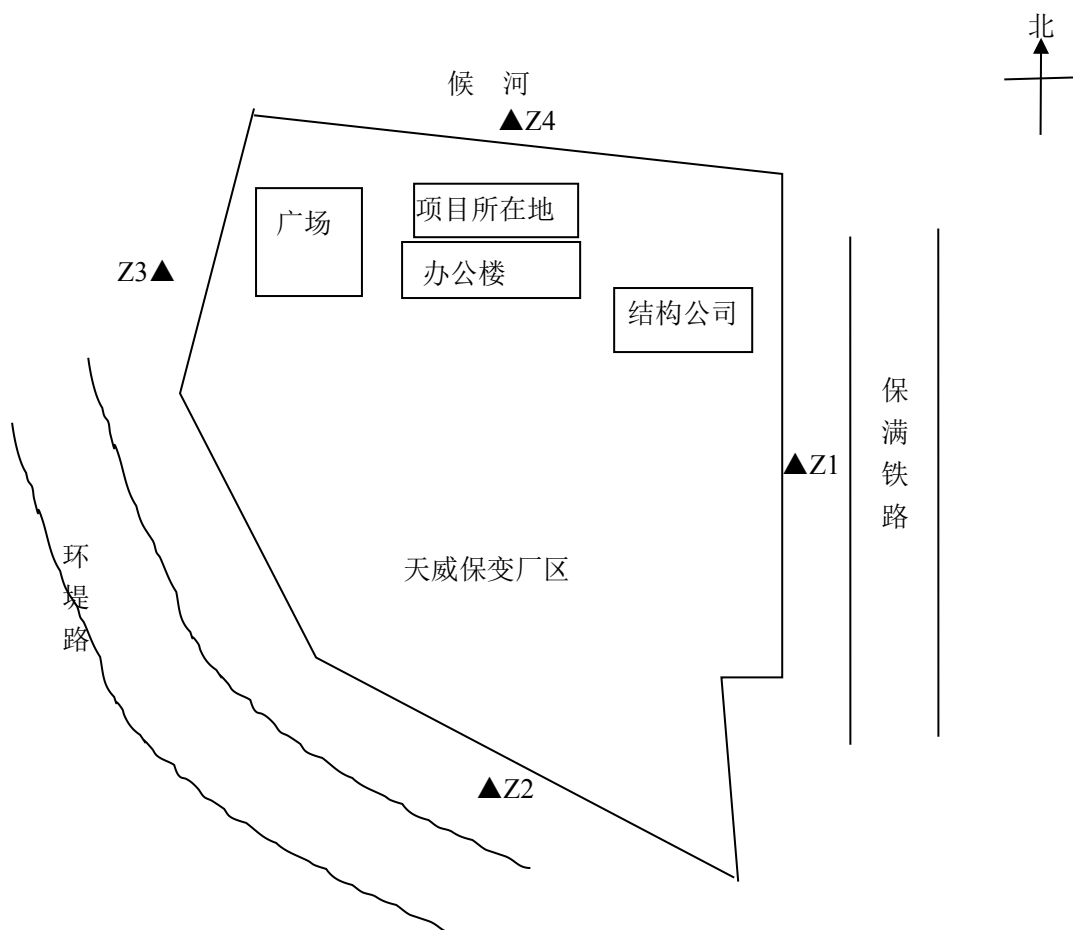 北
候 河
▲Z4
项目所在地
广场
Z3▲
办公楼
结构公司
保满铁路
▲Z1
环堤路
天威保变厂区
▲Z2